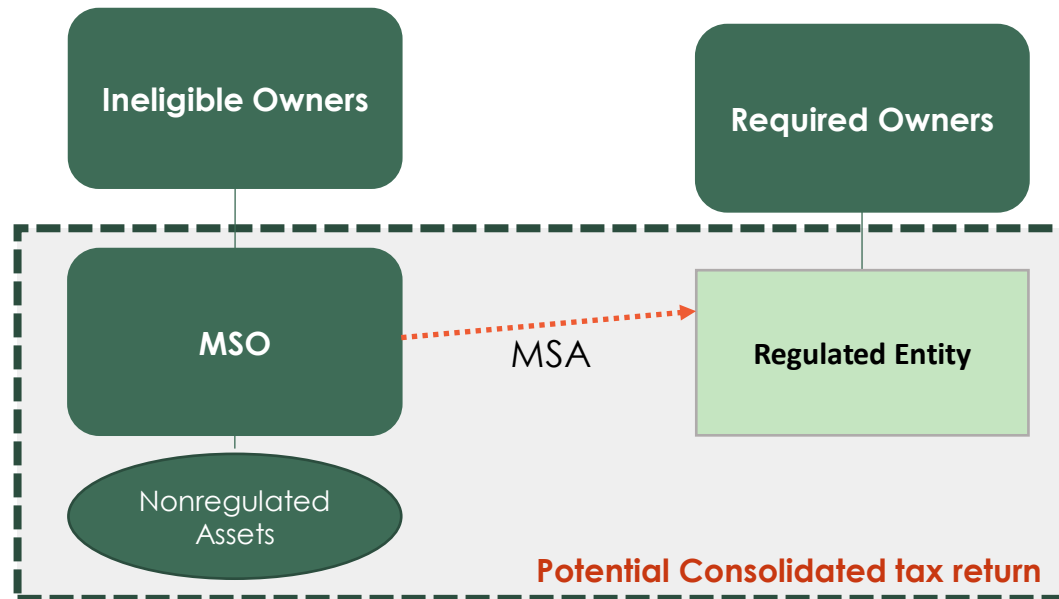 Ineligible Owners
Required Owners
MSO
MSA
Regulated Entity
Nonregulated
Assets
Potential Consolidated tax return